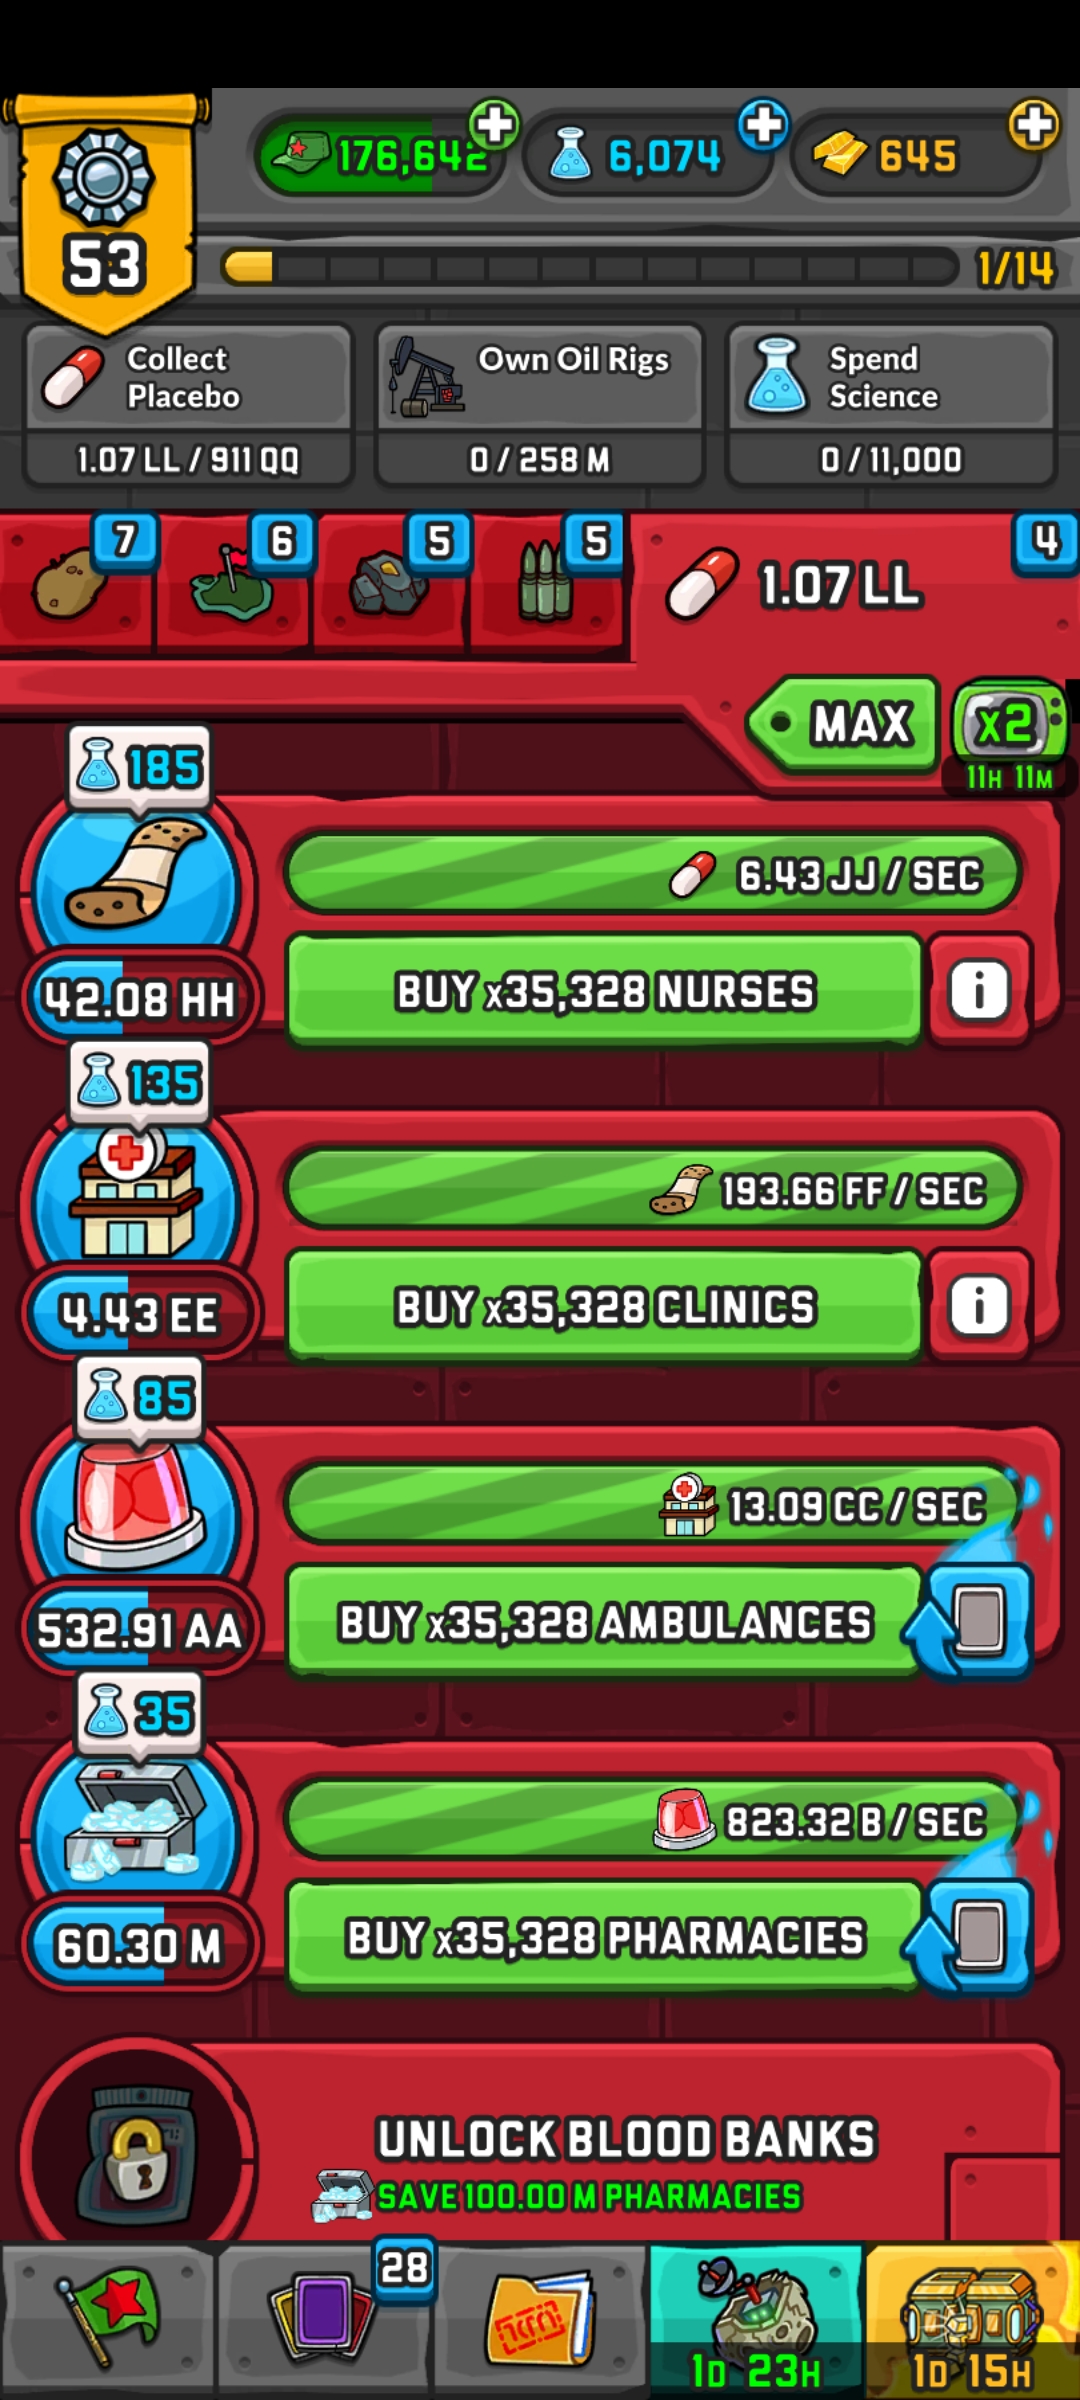 53
176,642
6,074
645
1/14
Collect
Placebo
1.07 LL / 911 QQ
Own Oil Rigs
0 / 258 M
Spend
Science
0 / 11,000
7
6
5
5
1.07 LL
4
MAX
x2
11H 11M
185
6.43 JJ / SEC
42.08 HH
BUY x35,328 NURSES
i
135
193.66 FF / SEC
4.43 EE
BUY x35,328 CLINICS
i
85
13.09 CC / SEC
532.91 AA
BUY x35,328 AMBULANCES
35
823.32 B / SEC
60.30 M
BUY x35,328 PHARMACIES
UNLOCK BLOOD BANKS
SAVE 100.00 M PHARMACIES
28
1D 23H
1D 15H